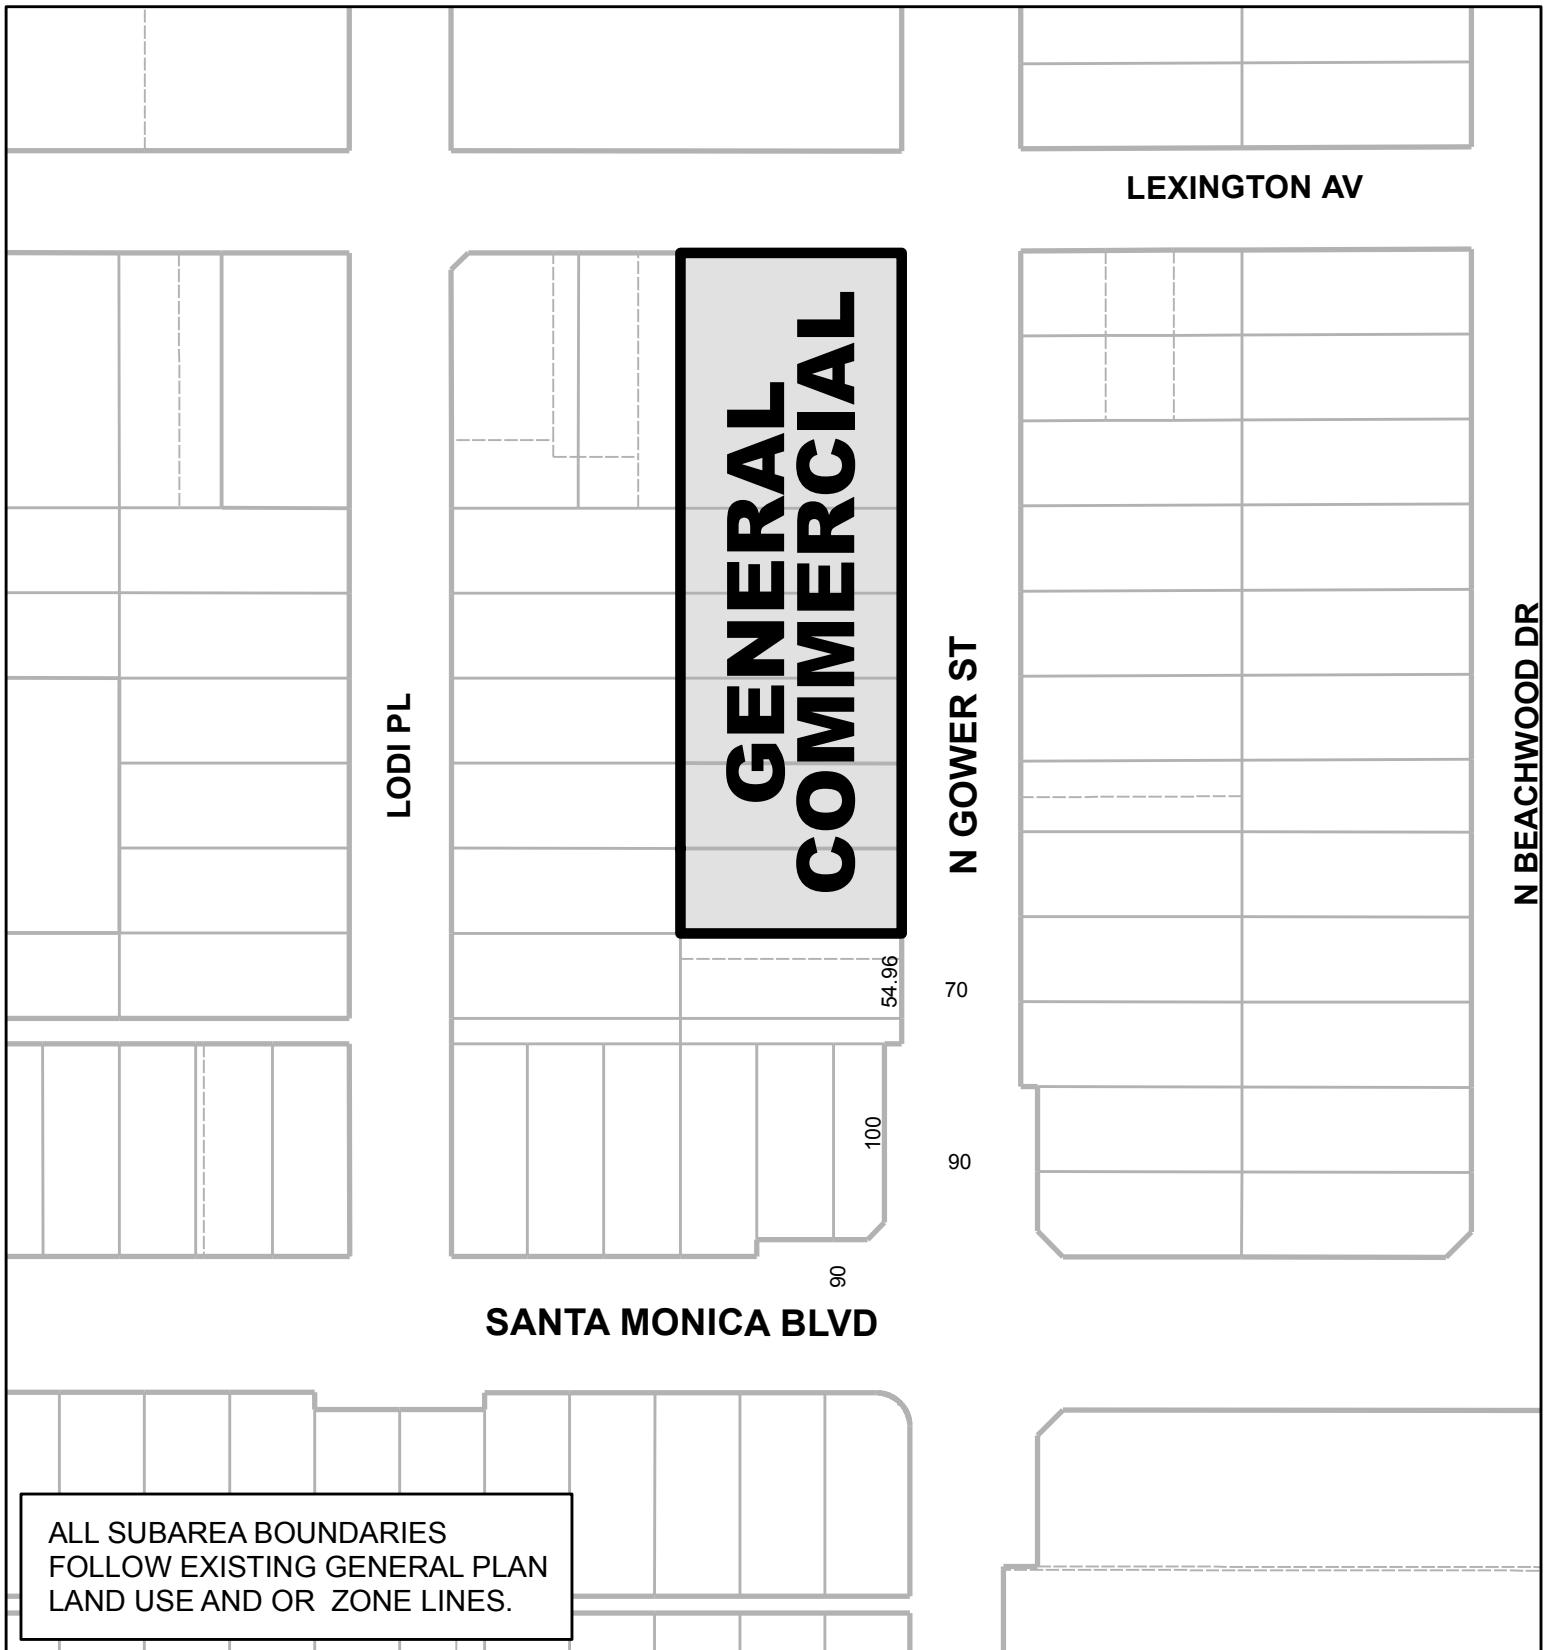 LEXINGTON AV
GENERAL
COMMERCIAL
LODI PL
N GOWER ST
N BEACHWOOD DR
54.96
70
100
90
90
SANTA MONICA BLVD
ALL SUBAREA BOUNDARIES
FOLLOW EXISTING GENERAL PLAN
LAND USE AND OR ZONE LINES.